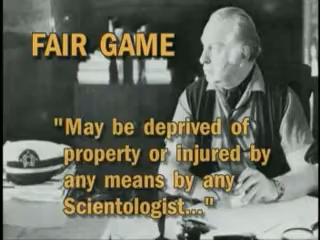 FAIR GAME
"May be deprived of
property or injured by
any means by any
Scientologist..."